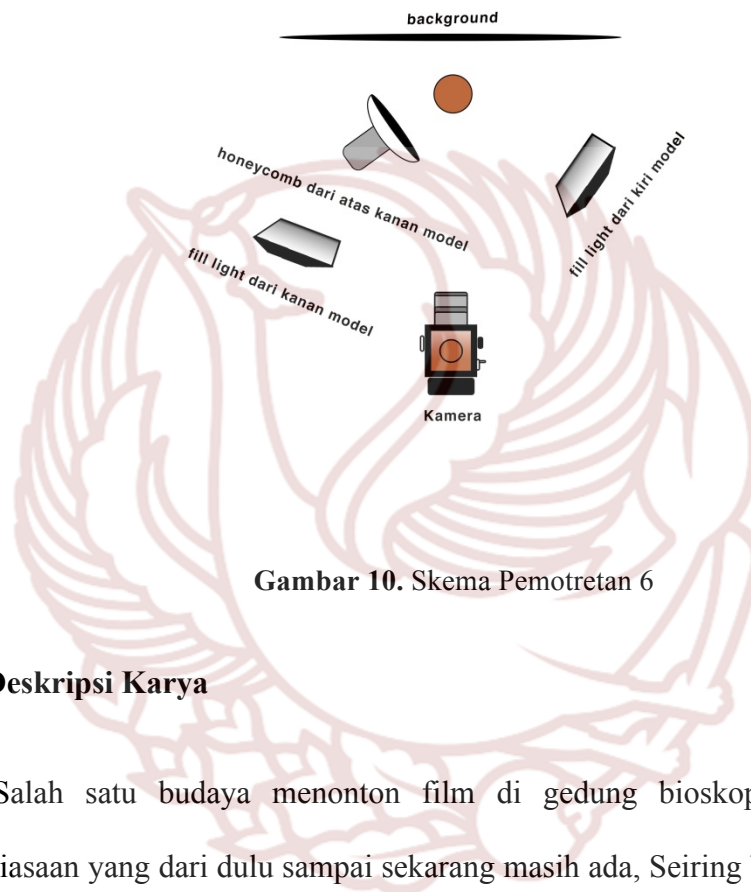 background
honeycomb dari atas kanan model
fill light dari kiri model
fill light dari kanan model
Kamera
Gambar 10. Skema Pemotretan 6
Deskripsi Karya
Salah satu budaya menonton film di gedung bioskop
iasaan yang dari dulu sampai sekarang masih ada, Seiring